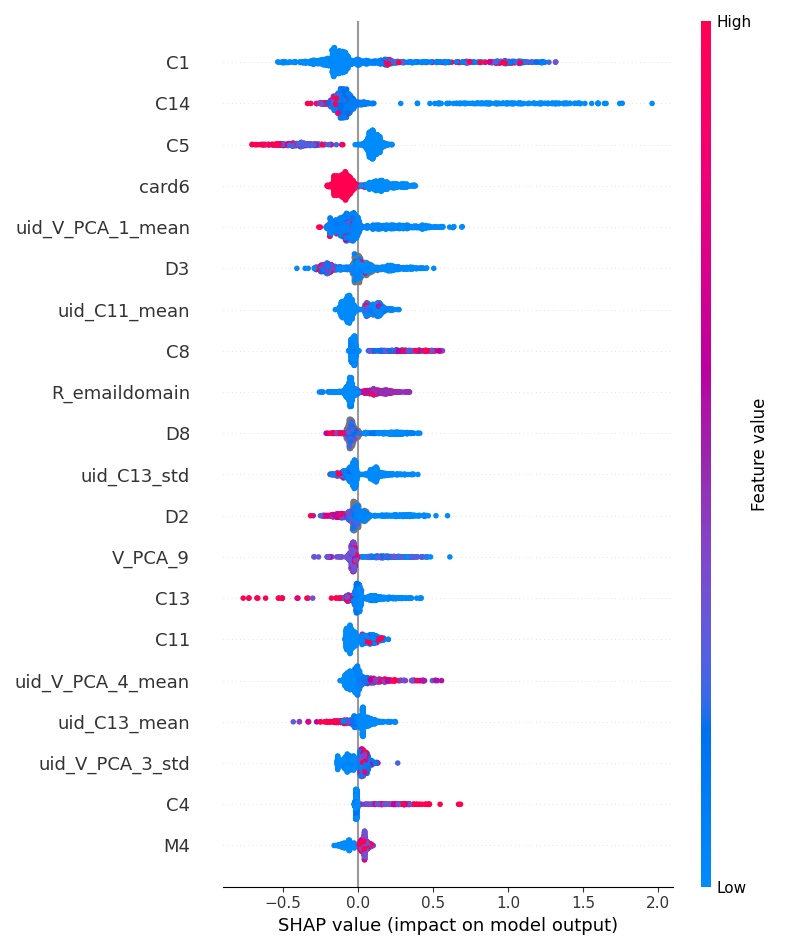 High
C1
C14
C5
card6
uid_V_PCA_1_mean
D3
uid_C11_mean
C8
R_emaildomain
D8
uid_C13_std
D2
V_PCA_9
C13
C11
uid_V_PCA_4_mean
uid_C13_mean
uid_V_PCA_3_std
C4
M4
Feature value
Low
−0.5 0.0 0.5 1.0 1.5 2.0
SHAP value (impact on model output)